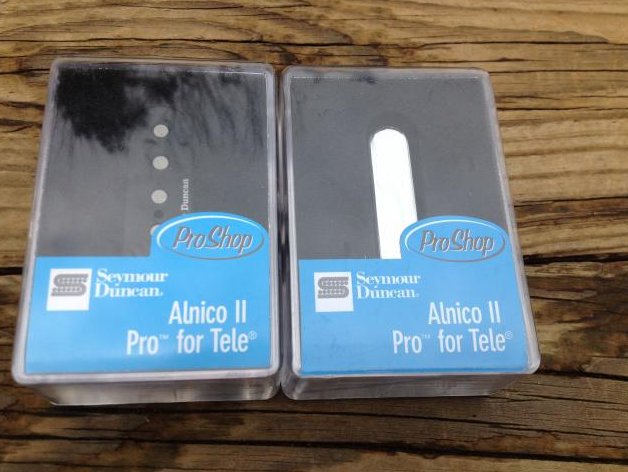 Duncan
ProShop
Seymour
Duncan®
Alnico II
Pro™ for Tele®
ProShop
Seymour
Duncan®
Alnico II
Pro™ for Tele®